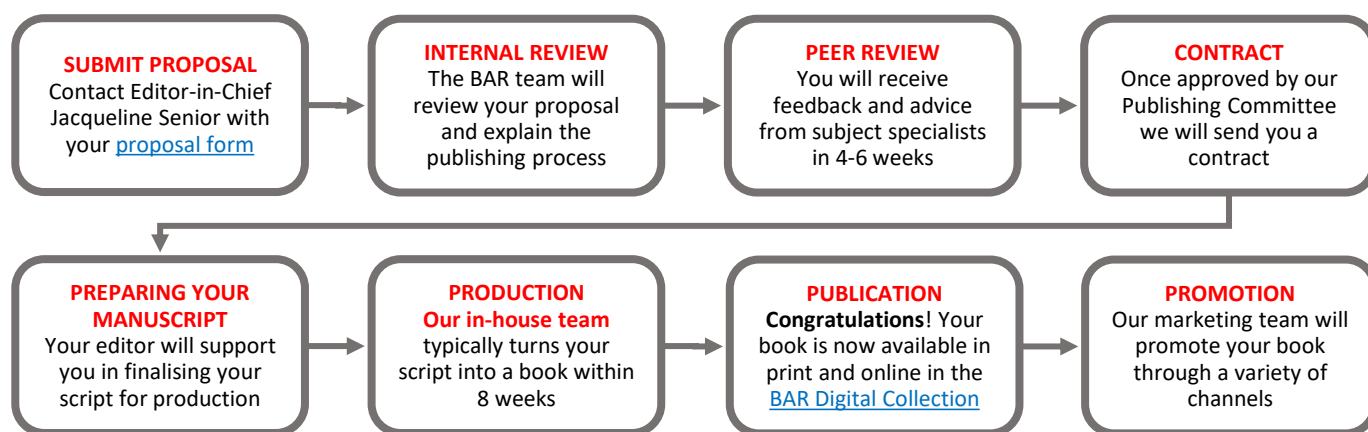 SUBMIT PROPOSAL
Contact Editor-in-Chief
Jacqueline Senior with
your proposal form
INTERNAL REVIEW
The BAR team will
review your proposal
and explain the
publishing process
PEER REVIEW
You will receive
feedback and advice
from subject specialists
in 4-6 weeks
CONTRACT
Once approved by our
Publishing Committee
we will send you a
contract
PREPARING YOUR
MANUSCRIPT
Your editor will support
you in finalising your
script for production
PRODUCTION
Our in-house team
typically turns your
script into a book within
8 weeks
PUBLICATION
Congratulations! Your
book is now available in
print and online in the
BAR Digital Collection
PROMOTION
Our marketing team will
promote your book
through a variety of
channels